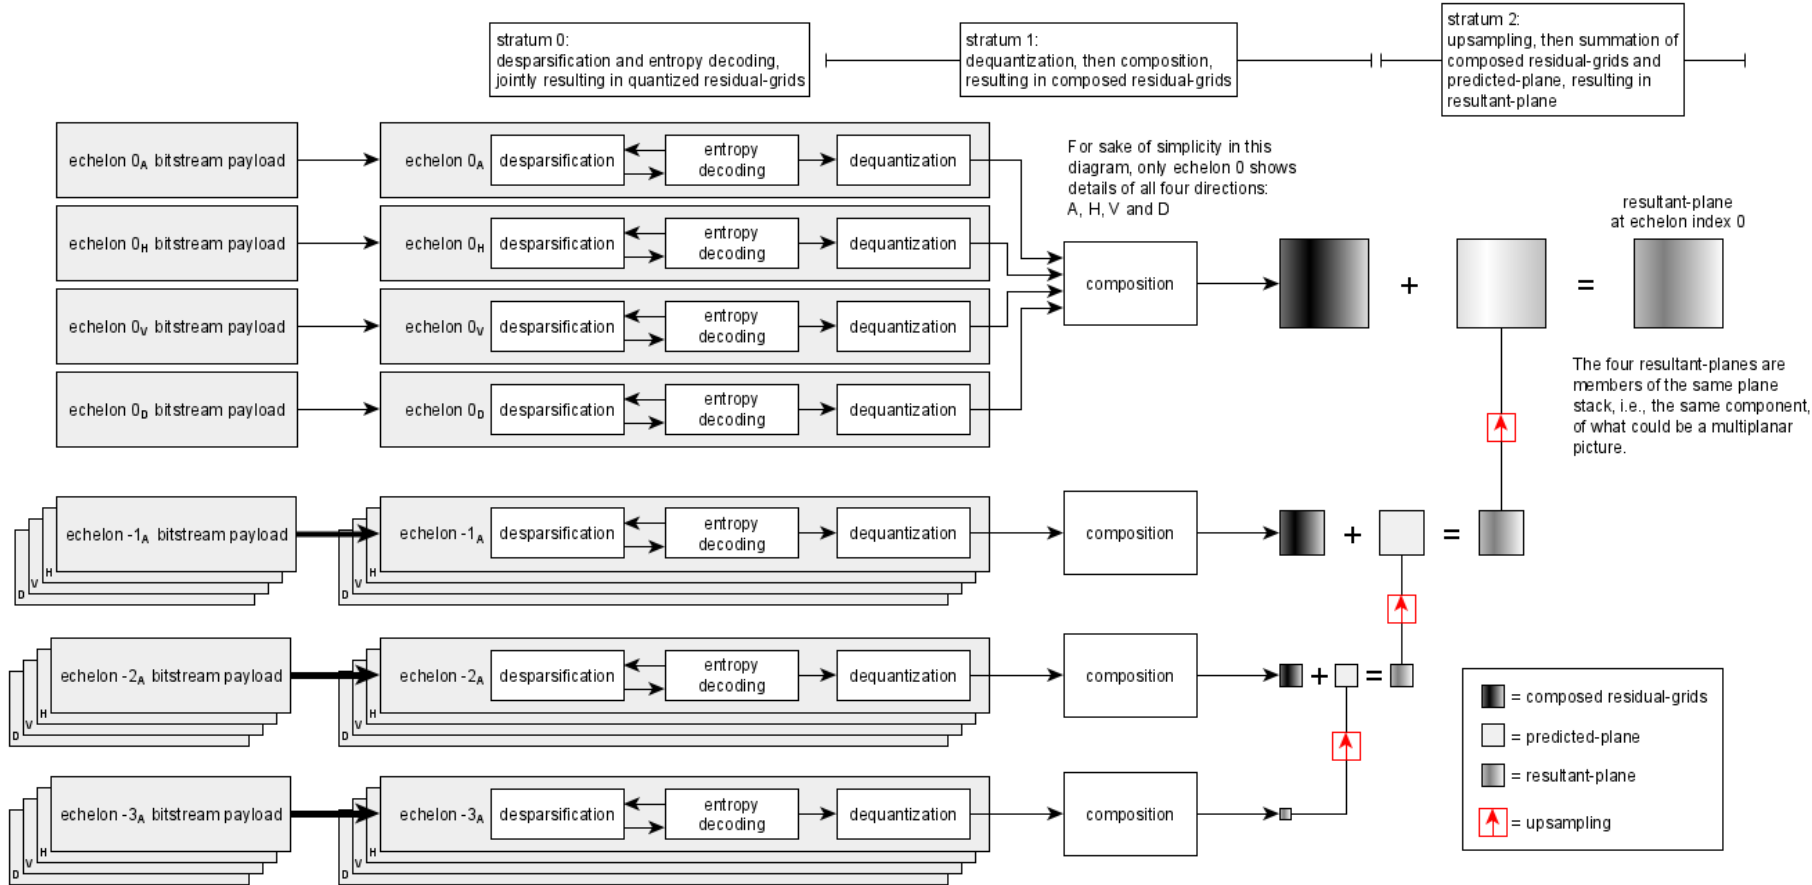 stratum 0:
desparsification and entropy decoding,
jointly resulting in quantized residual-grids
stratum 1:
dequantization, then composition,
resulting in composed residual-grids
stratum 2:
upsampling, then summation of
composed residual-grids and
predicted-plane, resulting in
resultant-plane
echelon 0A bitstream payload
echelon 0A
desparsification
entropy
decoding
dequantization
For sake of simplicity in this
diagram, only echelon 0 shows
details of all four directions:
A, H, V and D
echelon 0H bitstream payload
echelon 0H
desparsification
entropy
decoding
dequantization
echelon 0V bitstream payload
echelon 0V
desparsification
entropy
decoding
dequantization
echelon 0D bitstream payload
echelon 0D
desparsification
entropy
decoding
dequantization
composition
+
=
resultant-plane
at echelon index 0
The four resultant-planes are
members of the same plane
stack, i.e., the same component,
of what could be a multiplanar
picture.
echelon -1A bitstream payload
H
V
D
echelon -1A
desparsification
entropy
decoding
dequantization
H
V
composition
+
=
echelon -2A bitstream payload
H
V
D
echelon -2A
desparsification
entropy
decoding
dequantization
H
V
D
composition
+
=
echelon -3A bitstream payload
H
V
D
echelon -3A
desparsification
entropy
decoding
dequantization
H
V
D
composition
= composed residual-grids
= predicted-plane
= resultant-plane
= upsampling